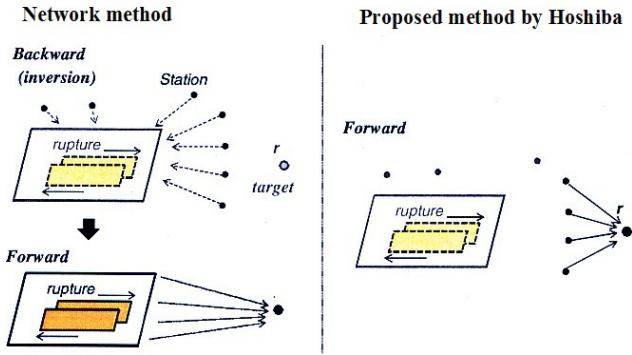 Network method
Backward
(inversion)
Station
rupture
r
target
Forward
rupture
Proposed method by Hoshiba
Forward
rupture
r